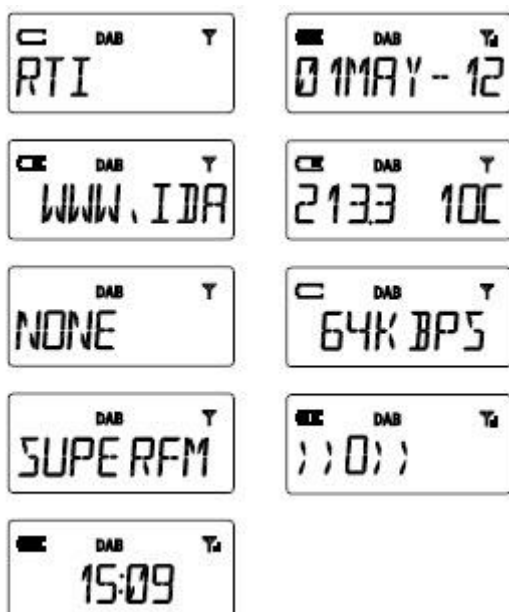 DAB
RTI
DAB
WWW.IDA
DAB
NONE
DAB
SUPERFM
DAB
15:09
DAB
01MAY-12
DAB
213.3 10C
DAB
64KBPS
DAB
>>0>>